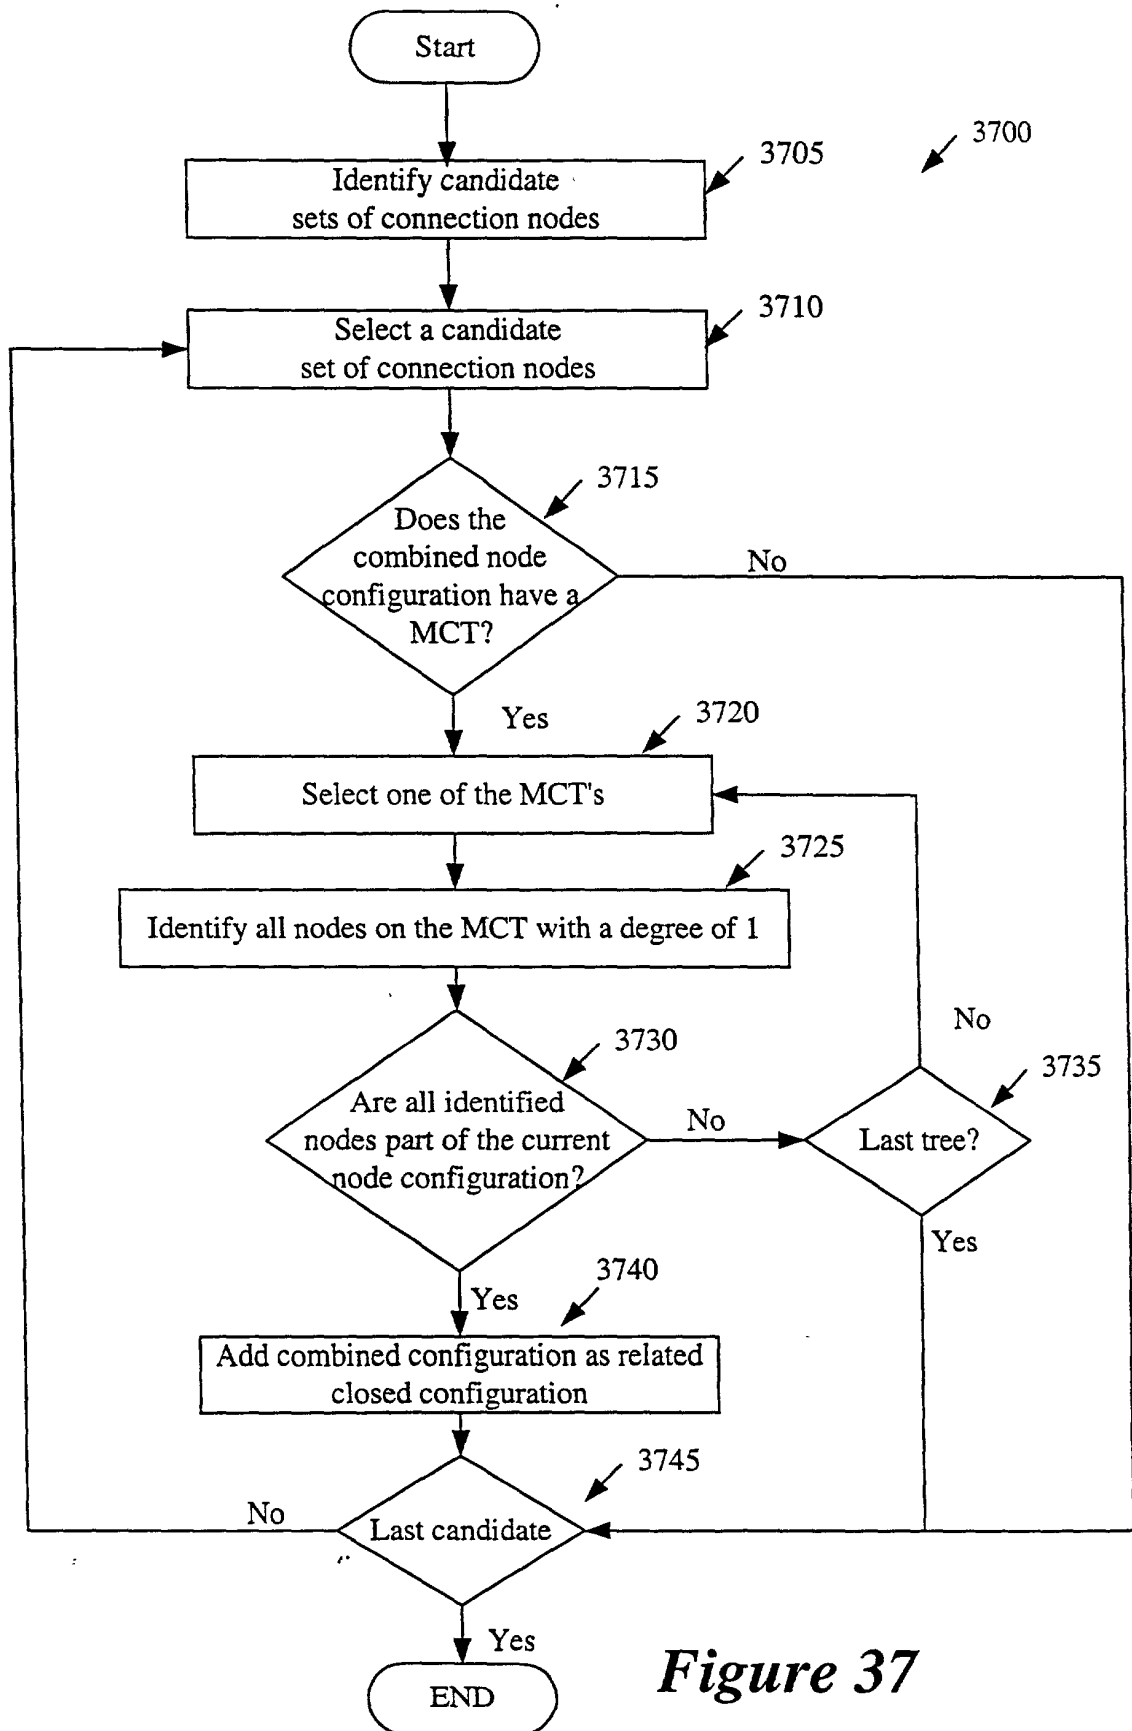 Start
3700
3705
Identify candidate
sets of connection nodes
3710
Select a candidate
set of connection nodes
3715
Does the
combined node
configuration have a
MCT?
No
Yes
3720
Select one of the MCT's
3725
Identify all nodes on the MCT with a degree of 1
No
3730
3735
Are all identified
nodes part of the current
node configuration?
No
Last tree?
Yes
3740
Yes
Add combined configuration as related
closed configuration
3745
No
Last candidate
Yes
END
Figure 37